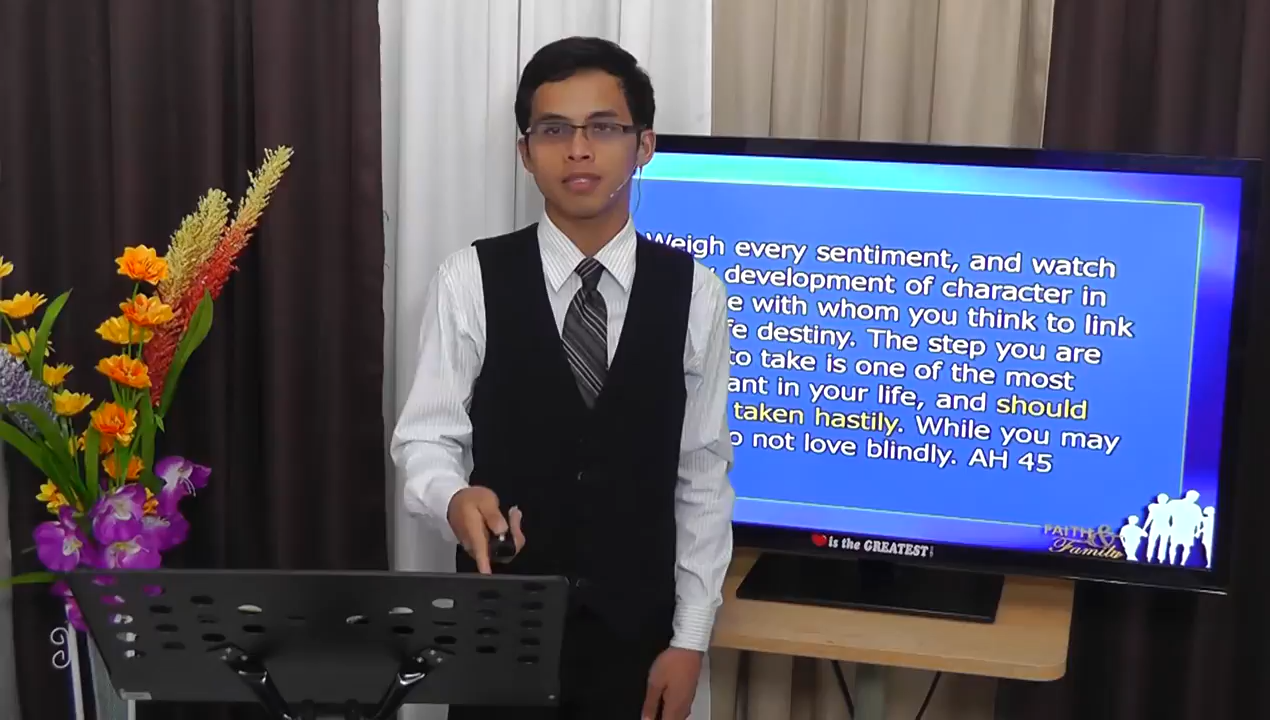 Weigh every sentiment, and watch
development of character in
with whom you think to link
destiny. The step you are
to take is one of the most
in your life, and should
taken hastily. While you may
not love blindly. AH 45
FAITH &
Family
is the GREATEST!